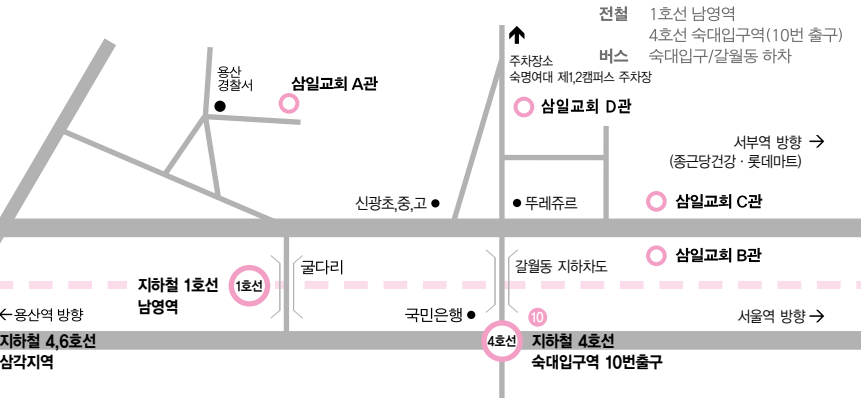 전철 1호선 남영역
4호선 숙대입구역(10번 출구)
버스 숙대입구/갈월동 하차
주차장소
숙명여대 제1,2캠퍼스 주차장
용산
경찰서
삼일교회 A관
삼일교회 D관
서부역 방향 →
(종근당건강 · 롯데마트)
신광초,중,고
뚜레쥬르
삼일교회 C관
삼일교회 B관
굴다리
갈월동 지하차도
지하철 1호선
남영역
1호선
←용산역 방향
국민은행
10
서울역 방향 →
지하철 4,6호선
삼각지역
4호선
지하철 4호선
숙대입구역 10번출구